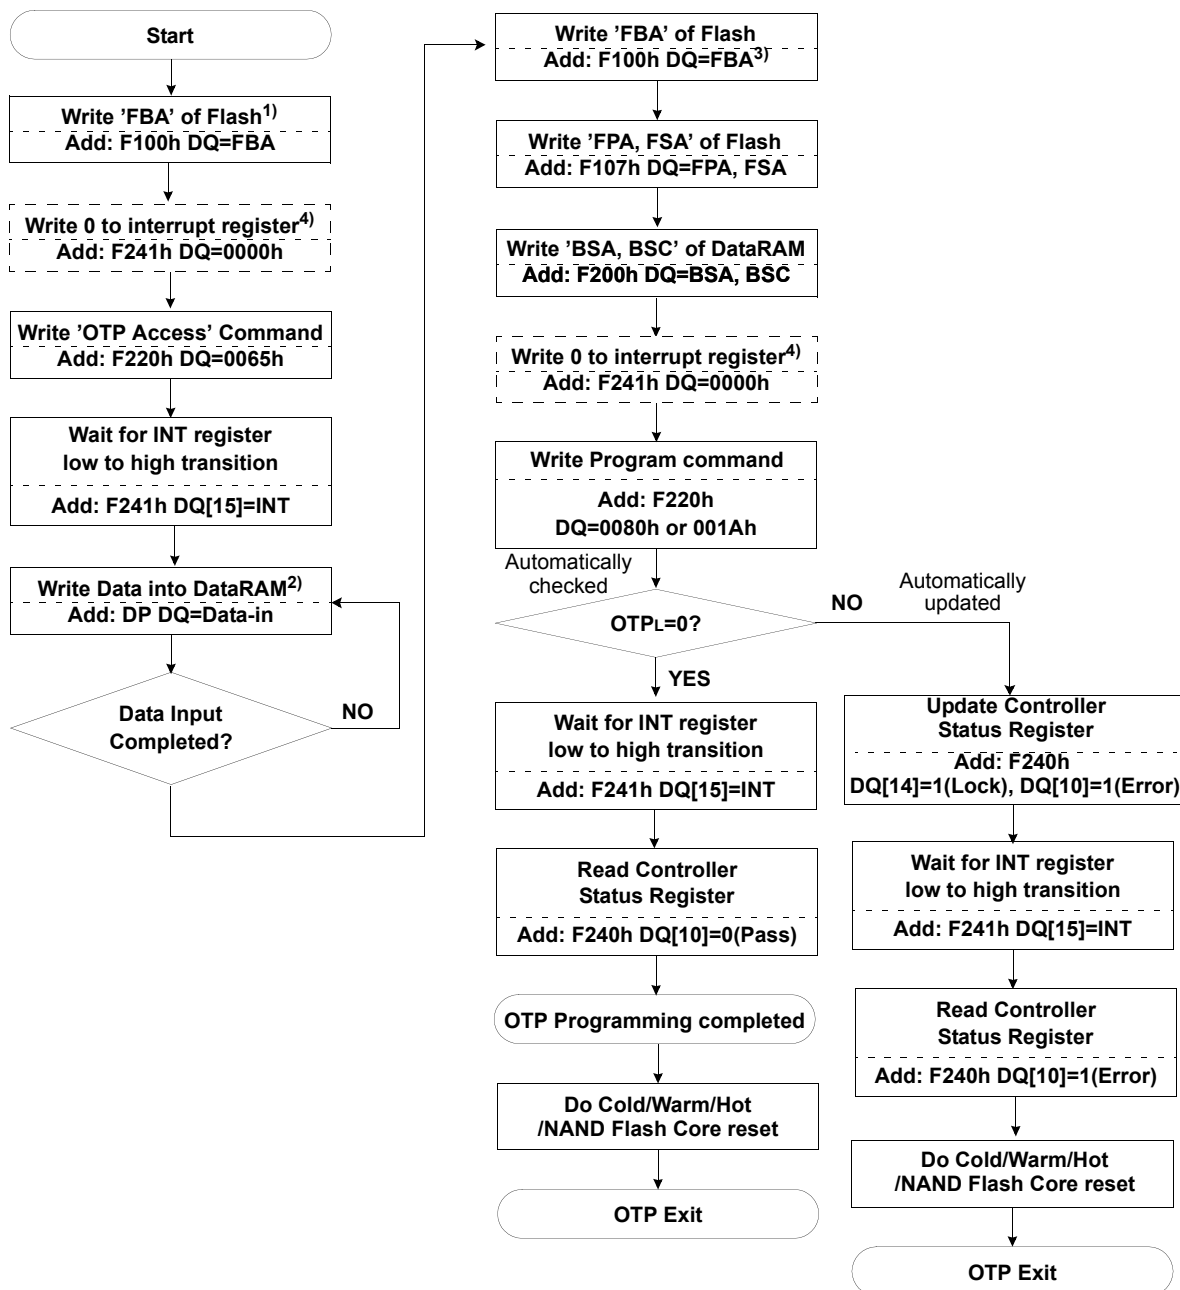 Start
Write ’FBA’ of Flash1)
Add: F100h DQ=FBA
Write 0 to interrupt register4)
Add: F241h DQ=0000h
Write ’OTP Access’ Command
Add: F220h DQ=0065h
Wait for INT register
low to high transition
Add: F241h DQ[15]=INT
Write Data into DataRAM2)
Add: DP DQ=Data-in
Data Input
Completed?
NO
Write ’FBA’ of Flash
Add: F100h DQ=FBA3)
Write ’FPA, FSA’ of Flash
Add: F107h DQ=FPA, FSA
Write ’BSA, BSC’ of DataRAM
Add: F200h DQ=BSA, BSC
Write 0 to interrupt register4)
Add: F241h DQ=0000h
Write Program command
Add: F220h
DQ=0080h or 001Ah
Automatically
checked
OTPL=0?
YES
Wait for INT register
low to high transition
Add: F241h DQ[15]=INT
Read Controller
Status Register
Add: F240h DQ[10]=0(Pass)
OTP Programming completed
Do Cold/Warm/Hot
/NAND Flash Core reset
OTP Exit
NO
Automatically
updated
Update Controller
Status Register
Add: F240h
DQ[14]=1(Lock), DQ[10]=1(Error)
Wait for INT register
low to high transition
Add: F241h DQ[15]=INT
Read Controller
Status Register
Add: F240h DQ[10]=1(Error)
Do Cold/Warm/Hot
/NAND Flash Core reset
OTP Exit